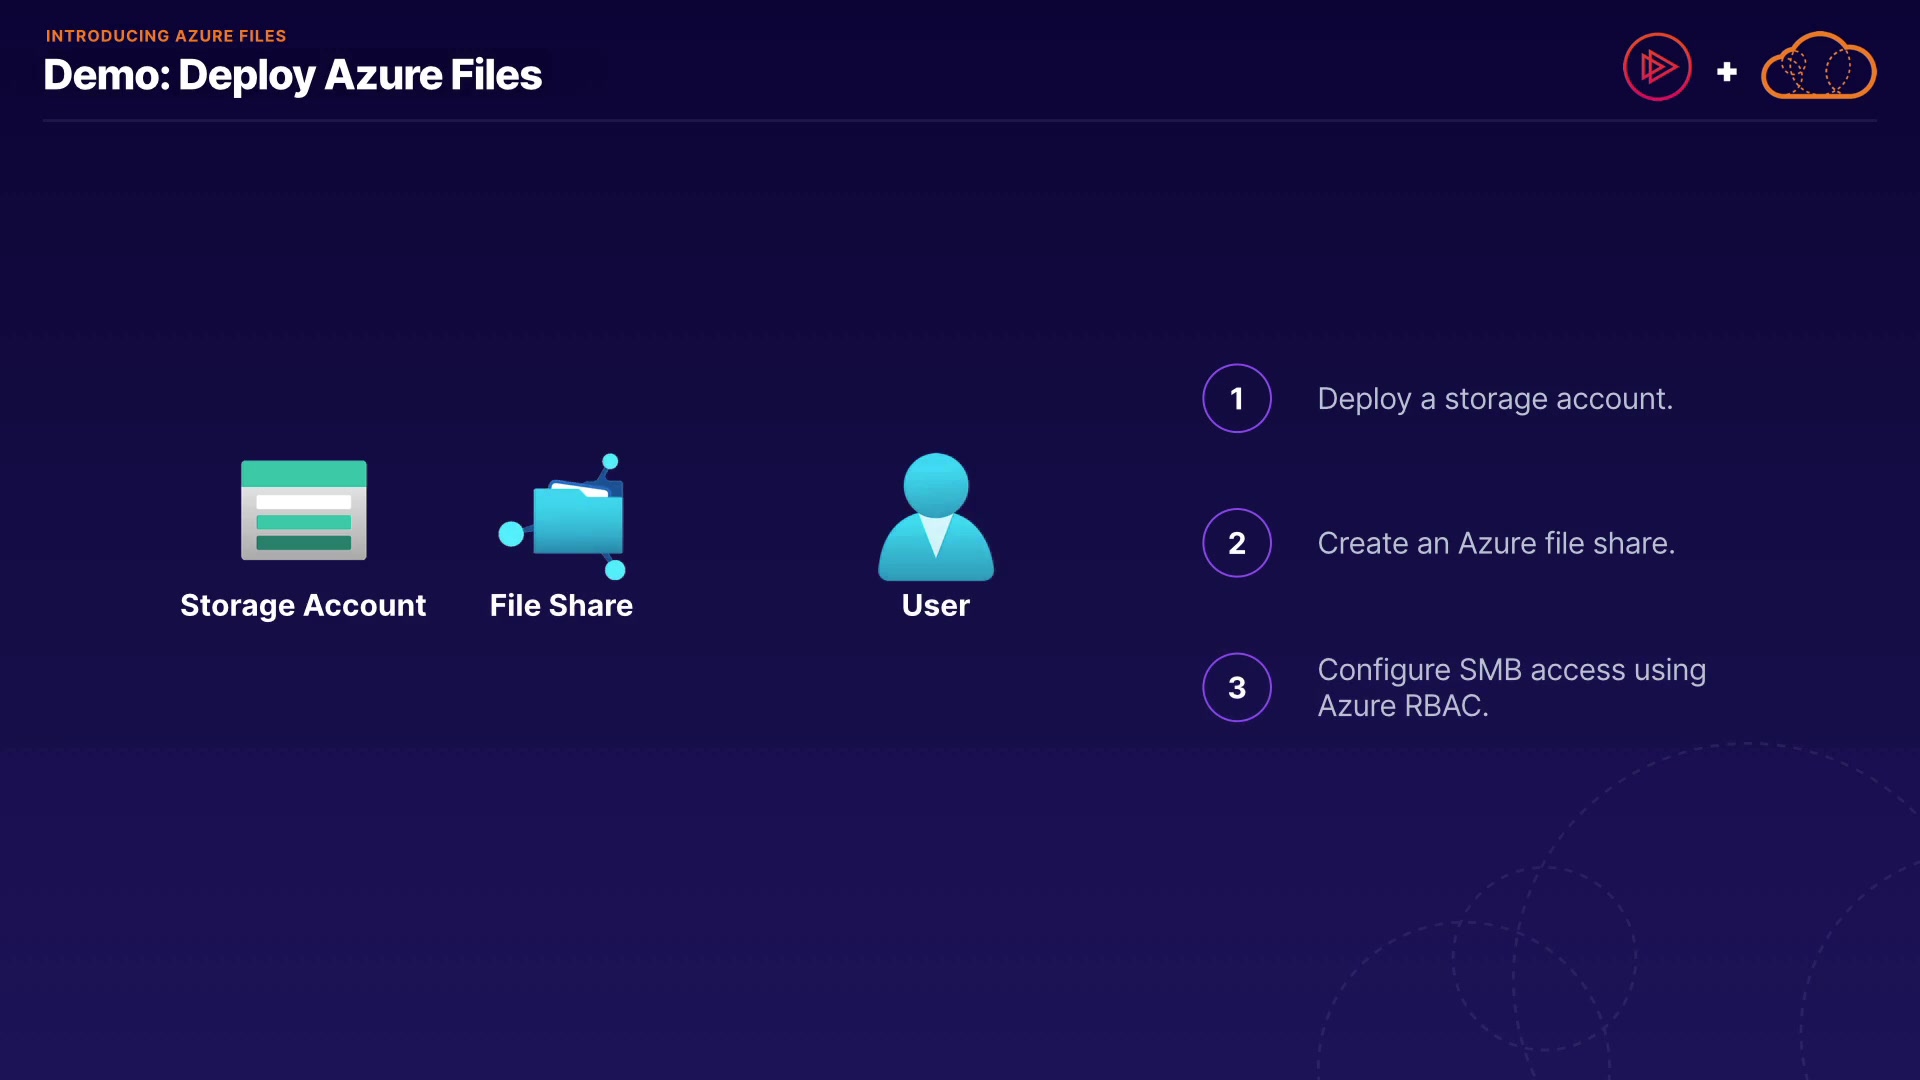 INTRODUCING AZURE FILES
Demo: Deploy Azure Files
Storage Account
File Share
User
1
Deploy a storage account.
2
Create an Azure file share.
3
Configure SMB access using
Azure RBAC.